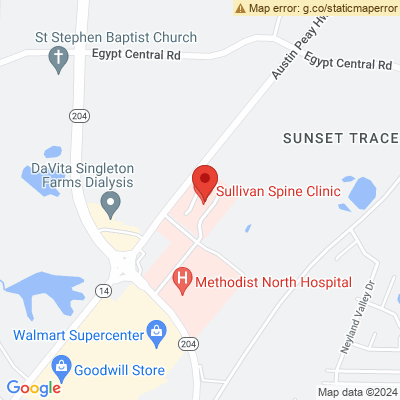 Map error: g.co/staticmaperror
St Stephen Baptist Church
Egypt Central Rd
Egypt Central Rd
Austin Peay Hw
204
SUNSET TRACE
DaVita Singleton
Farms Dialysis
Sullivan Spine Clinic
H
Methodist North Hospital
14
Neyland Valley Dr
Walmart Supercenter
204
Goodwill Store
Google
Map data ©2024